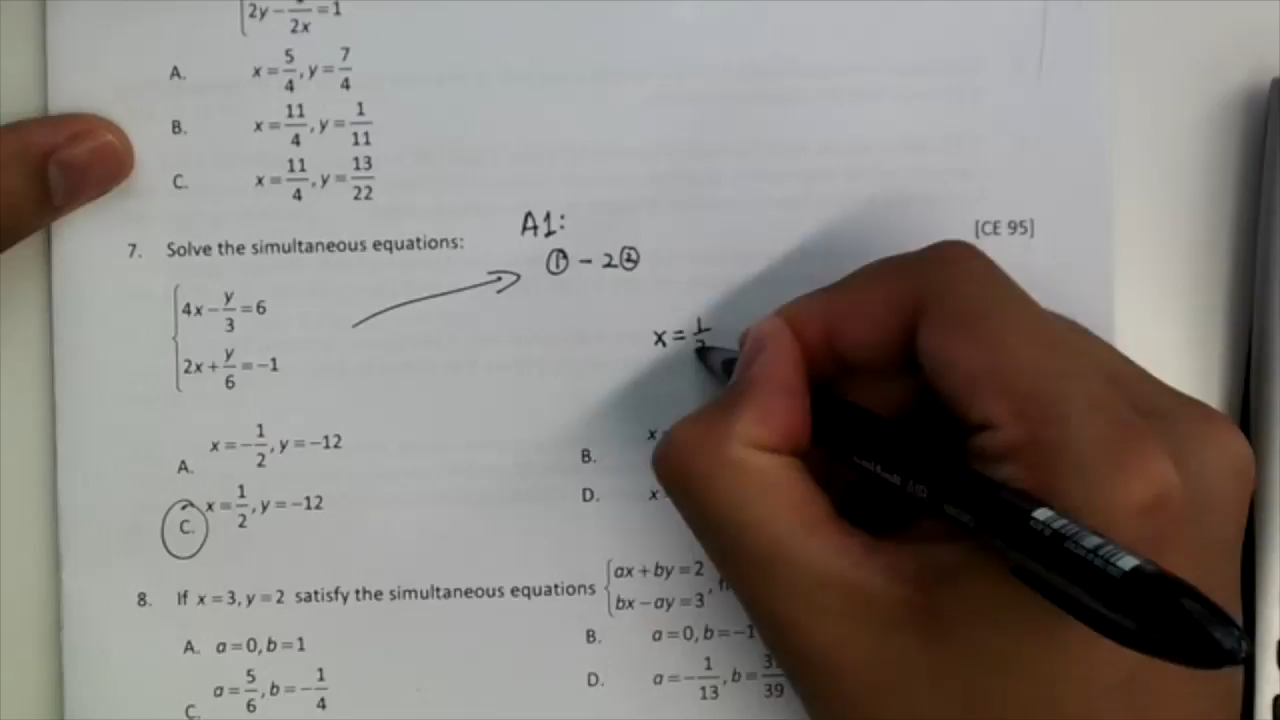 2y − — = 1
2x
A. x = 5/4, y = 7/4
B. x = 11/4, y = 1/11
C. x = 11/4, y = 13/22
A1:
[CE 95]
7. Solve the simultaneous equations:
① − 2②
4x − y/3 = 6
x = 1/2
2x + y/6 = −1
A. x = −1/2, y = −12
B. x
C. x = 1/2, y = −12
D. x
8. If x = 3, y = 2 satisfy the simultaneous equations { ax + by = 2
bx − ay = 3,
A. a = 0, b = 1
B. a = 0, b = −1
C. a = 5/6, b = −1/4
D. a = −1/13, b = 3 /39